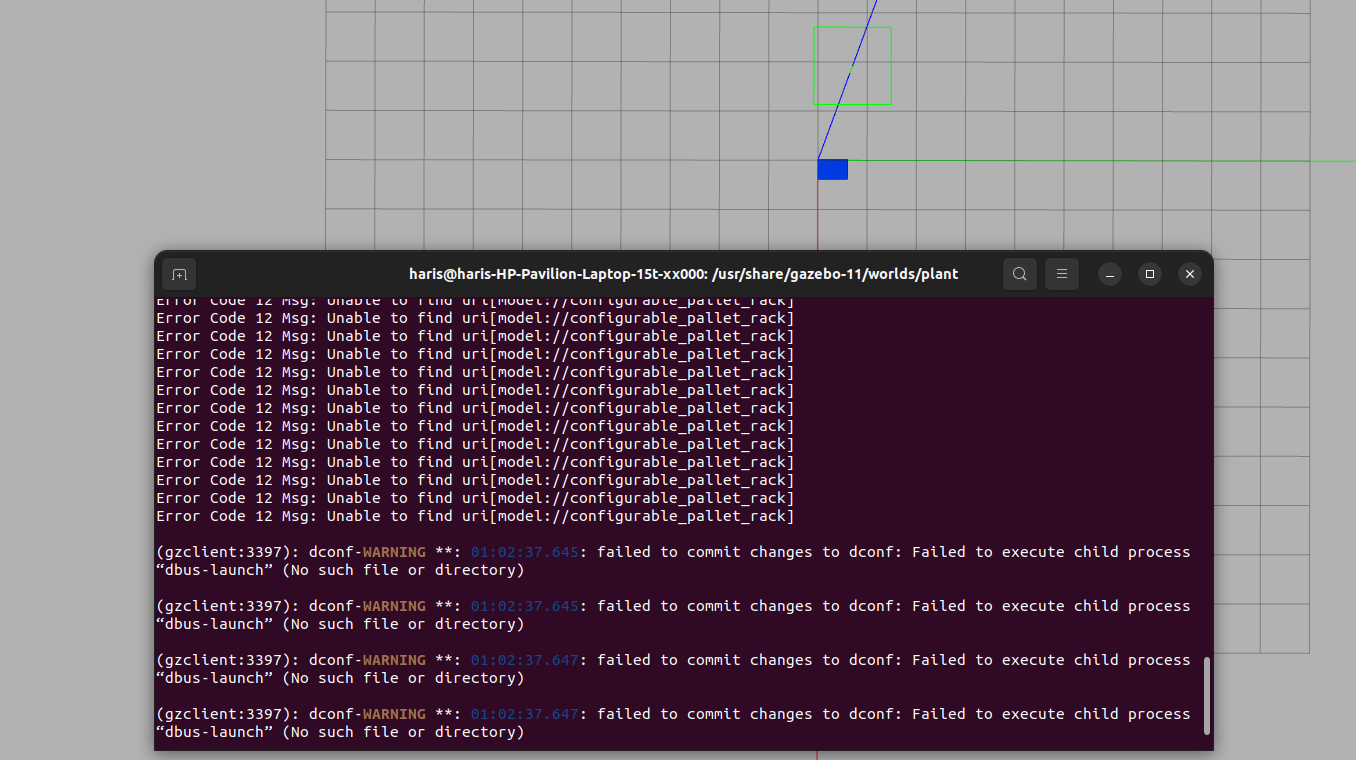 haris@haris-HP-Pavilion-Laptop-15t-xx000: /usr/share/gazebo-11/worlds/plant
Error Code 12 Msg: Unable to find uri[model://configurable_pallet_rack]
Error Code 12 Msg: Unable to find uri[model://configurable_pallet_rack]
Error Code 12 Msg: Unable to find uri[model://configurable_pallet_rack]
Error Code 12 Msg: Unable to find uri[model://configurable_pallet_rack]
Error Code 12 Msg: Unable to find uri[model://configurable_pallet_rack]
Error Code 12 Msg: Unable to find uri[model://configurable_pallet_rack]
Error Code 12 Msg: Unable to find uri[model://configurable_pallet_rack]
Error Code 12 Msg: Unable to find uri[model://configurable_pallet_rack]
Error Code 12 Msg: Unable to find uri[model://configurable_pallet_rack]
Error Code 12 Msg: Unable to find uri[model://configurable_pallet_rack]
Error Code 12 Msg: Unable to find uri[model://configurable_pallet_rack]
Error Code 12 Msg: Unable to find uri[model://configurable_pallet_rack]
Error Code 12 Msg: Unable to find uri[model://configurable_pallet_rack]
(gzclient:3397): dconf-WARNING **: 01:02:37.645: failed to commit changes to dconf: Failed to execute child process
“dbus-launch” (No such file or directory)
(gzclient:3397): dconf-WARNING **: 01:02:37.645: failed to commit changes to dconf: Failed to execute child process
“dbus-launch” (No such file or directory)
(gzclient:3397): dconf-WARNING **: 01:02:37.647: failed to commit changes to dconf: Failed to execute child process
“dbus-launch” (No such file or directory)
(gzclient:3397): dconf-WARNING **: 01:02:37.647: failed to commit changes to dconf: Failed to execute child process
“dbus-launch” (No such file or directory)